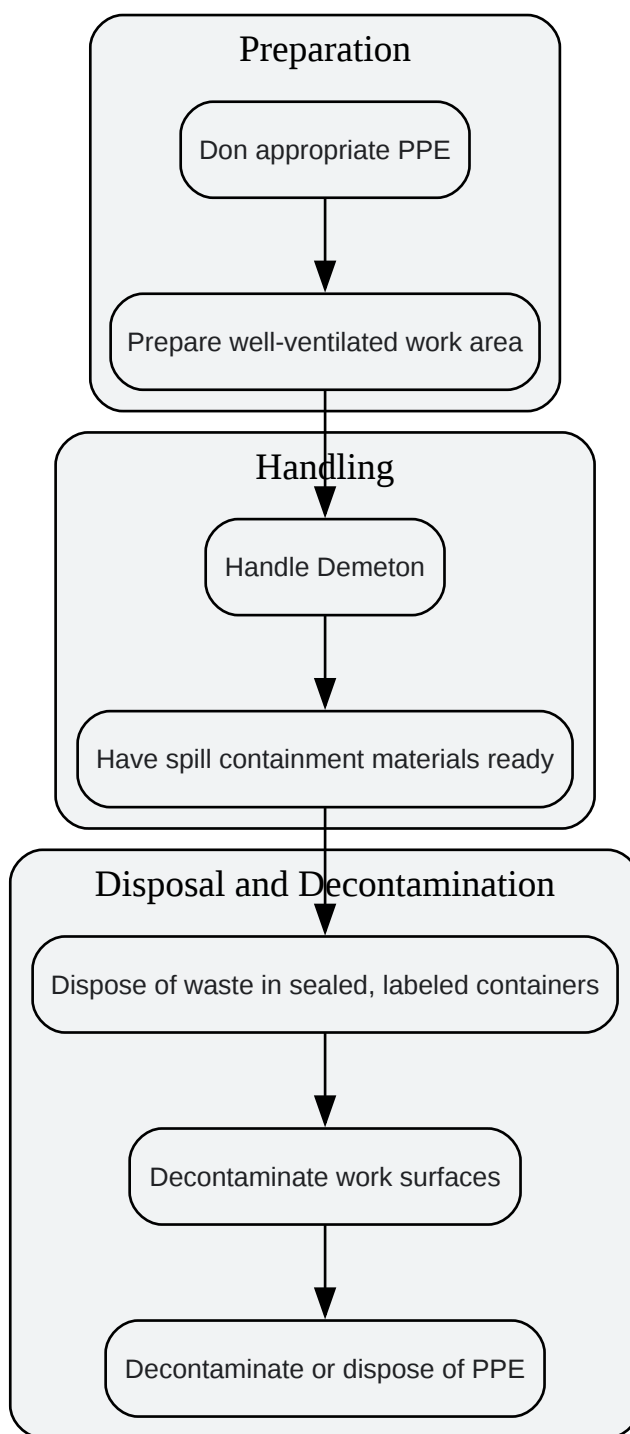 Preparation
Don appropriate PPE
Prepare well-ventilated work area
Handling
Handle Demeton
Have spill containment materials ready
Disposal and Decontamination
Dispose of waste in sealed, labeled containers
Decontaminate work surfaces
Decontaminate or dispose of PPE